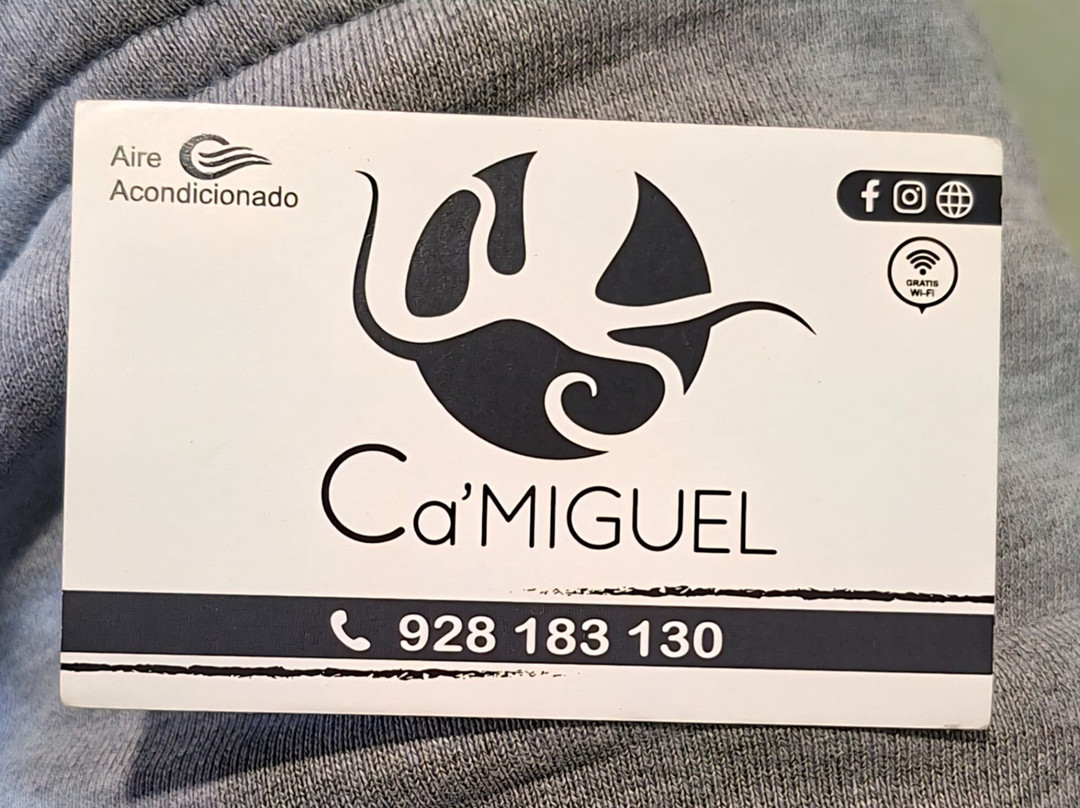 Aire
Acondicionado
GRATIS
Wi-Fi
Ca'MIGUEL
928 183 130